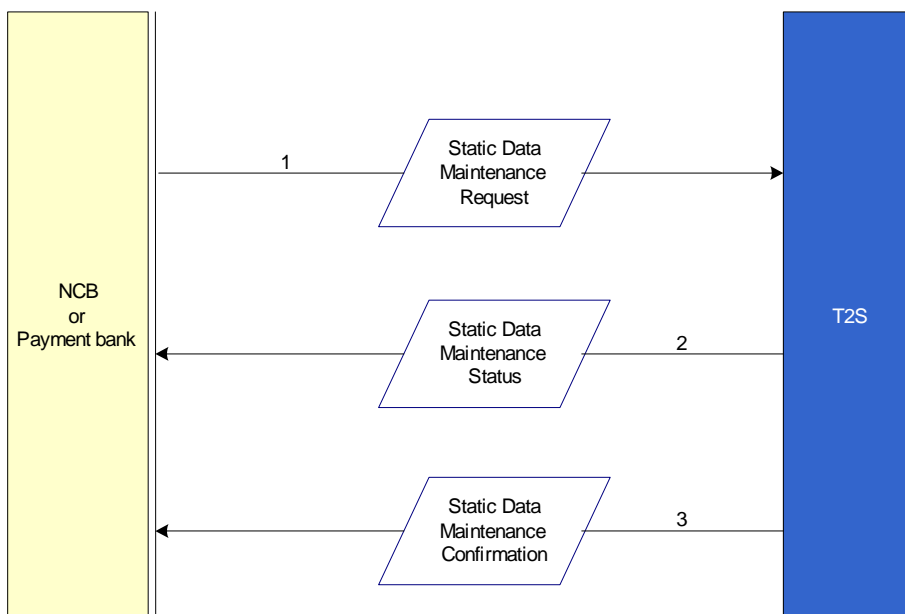 1
Static Data
Maintenance
Request
NCB
or
Payment bank
T2S
Static Data
Maintenance
Status
2
Static Data
Maintenance
Confirmation
3